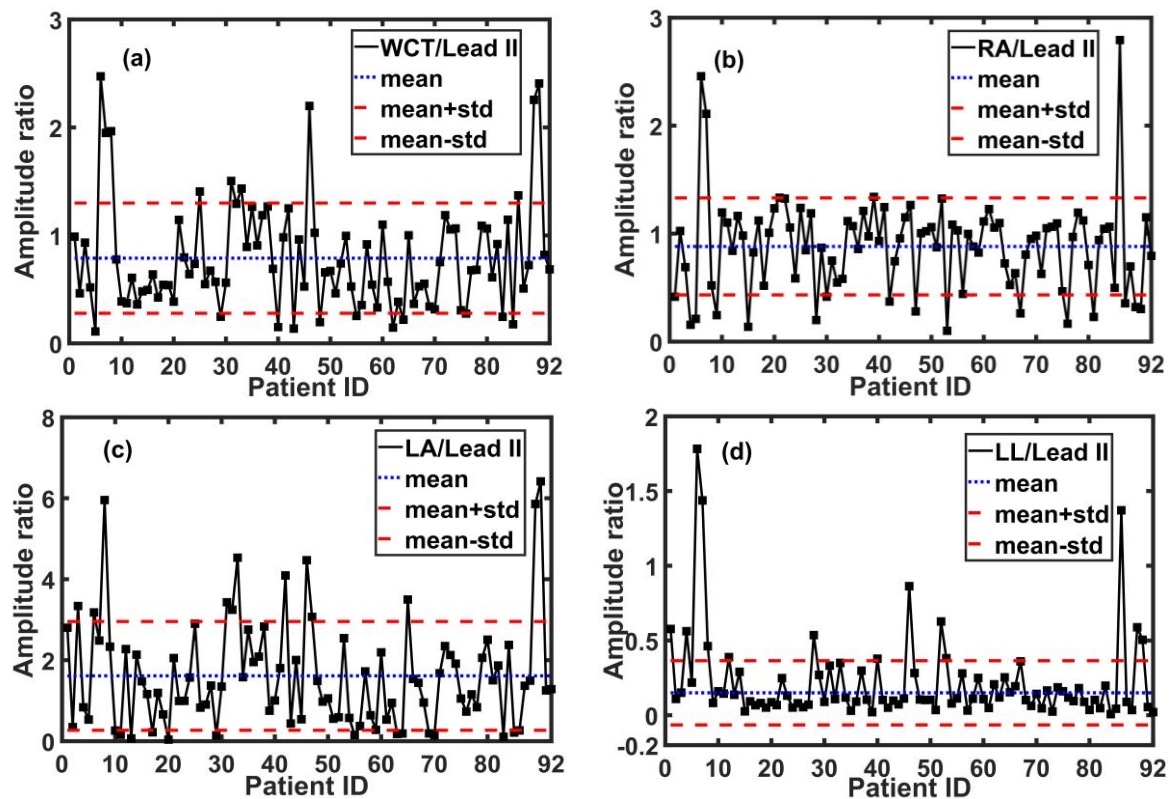 (a)
WCT/Lead II
mean
mean+std
mean-std
Amplitude ratio
3
2
1
0
0 10 20 30 40 50 60 70 80 92
Patient ID
(b)
RA/Lead II
mean
mean+std
mean-std
Amplitude ratio
3
2
1
0
0 10 20 30 40 50 60 70 80 92
Patient ID
(c)
LA/Lead II
mean
mean+std
mean-std
Amplitude ratio
8
6
4
2
0
0 10 20 30 40 50 60 70 80 92
Patient ID
(d)
LL/Lead II
mean
mean+std
mean-std
Amplitude ratio
2
1.5
1
0.5
0
-0.2
0 10 20 30 40 50 60 70 80 92
Patient ID